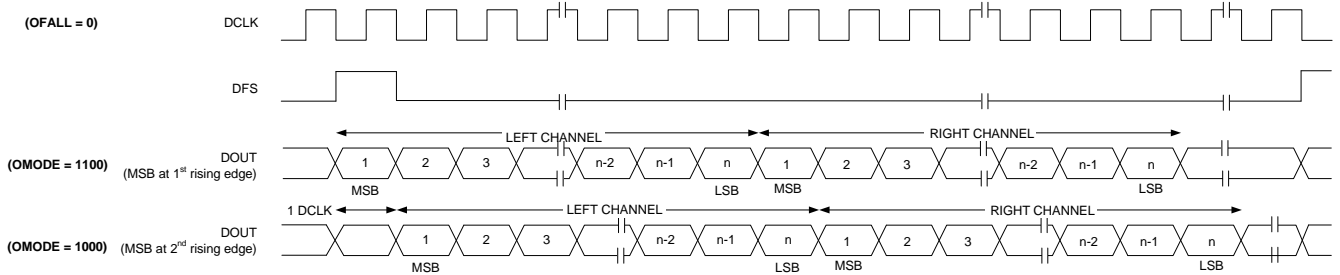 (OFALL = 0) DCLK
DFS
LEFT CHANNEL RIGHT CHANNEL
(OMODE = 1100) DOUT 1 2 3 n-2 n-1 n 1 2 3 n-2 n-1 n
(MSB at 1st rising edge)
MSB LSB MSB LSB
1 DCLK LEFT CHANNEL RIGHT CHANNEL
(OMODE = 1000) DOUT 1 2 3 n-2 n-1 n 1 2 3 n-2 n-1 n
(MSB at 2nd rising edge)
MSB LSB MSB LSB